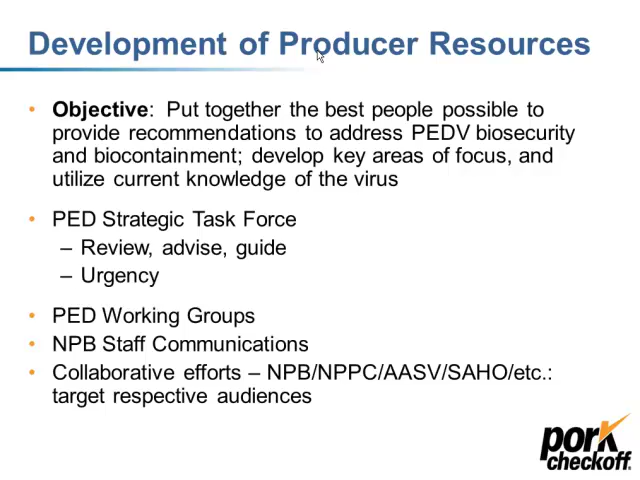 Development of Producer Resources
• Objective: Put together the best people possible to
provide recommendations to address PEDV biosecurity
and biocontainment; develop key areas of focus, and
utilize current knowledge of the virus
• PED Strategic Task Force
– Review, advise, guide
– Urgency
• PED Working Groups
• NPB Staff Communications
• Collaborative efforts – NPB/NPPC/AASV/SAHO/etc.:
target respective audiences
pork
checkoff.